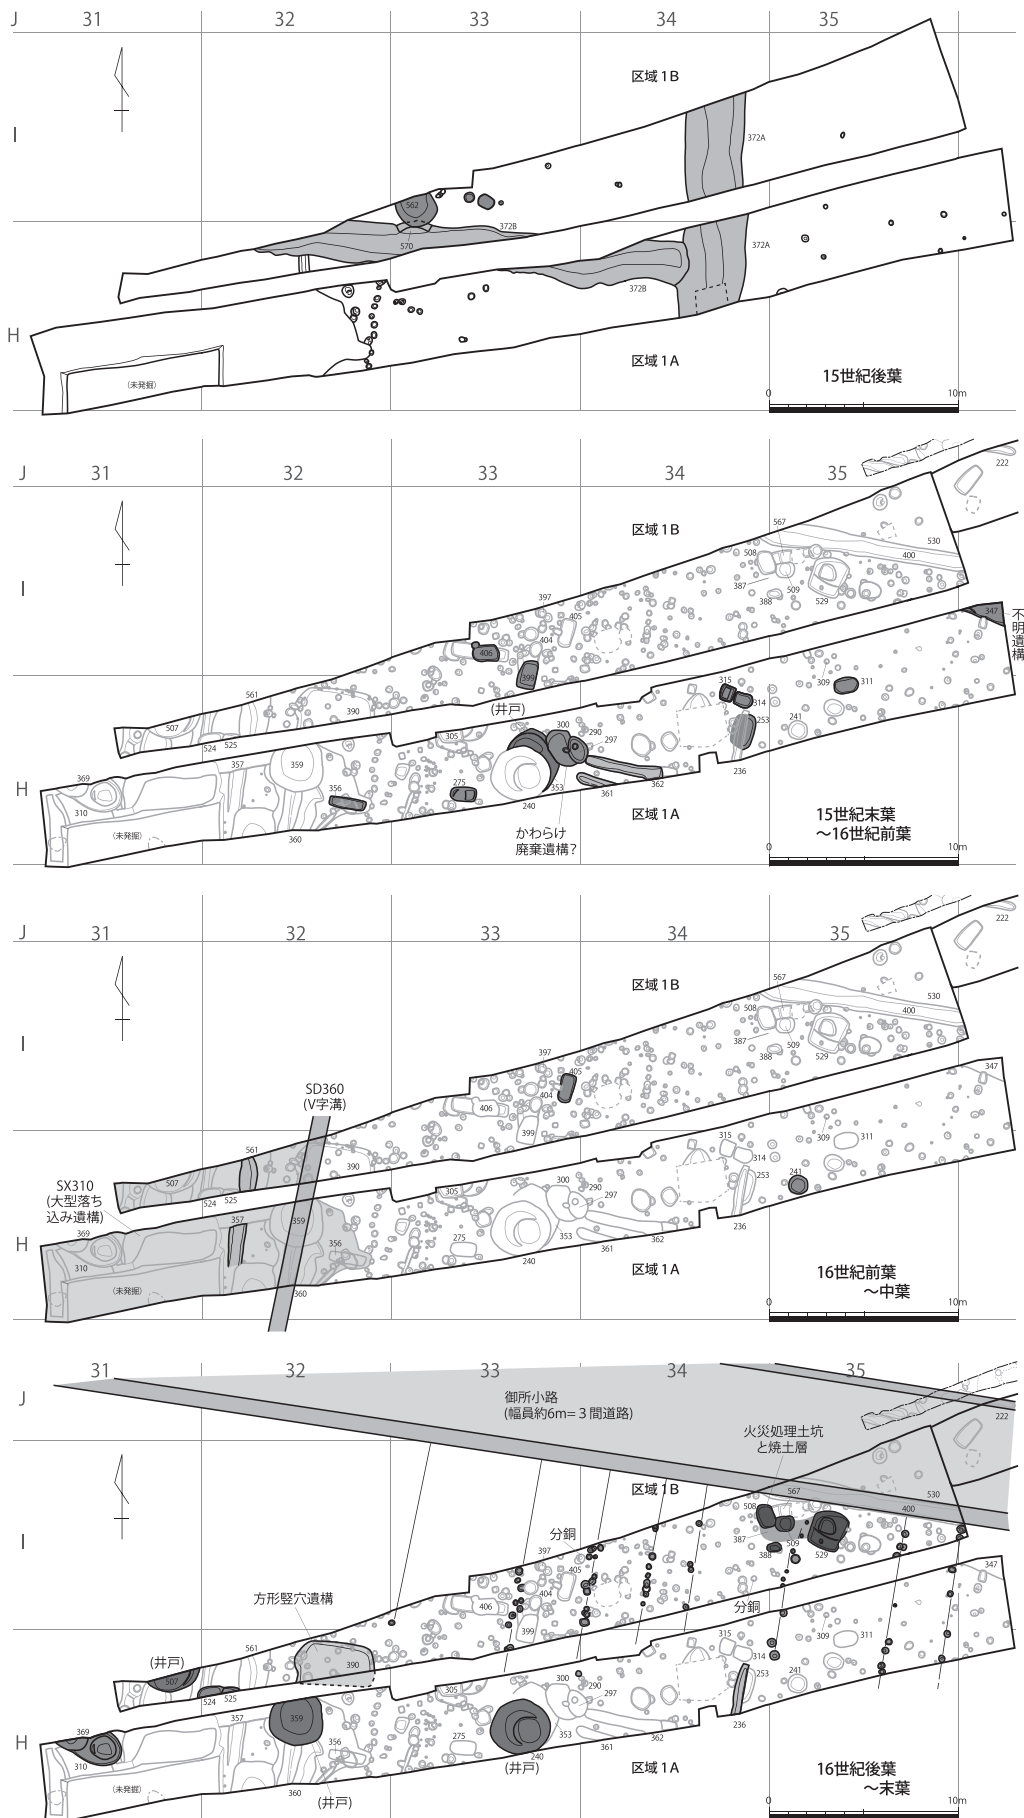 J 31 32 33 34 35
区域 1B
I
372A
562
372B
570
372A
372B
H
区域 1A
(未発掘)
15世紀後葉
0 10m
J 31 32 33 34 35
222
区域 1B
567
530
508
400
I
387
509
397
388
529
405
347
不明遺構
404
406
399
315
309
311
561
(井戸)
314
390
507
300
253
241
305
290
524 525
297
357
359
236
369
H
275
362
356
353
361
310
240
区域 1A
15世紀末葉
～16世紀前葉
(未発掘)
360
かわらけ
廃棄遺構?
0 10m
J 31 32 33 34 35
222
区域 1B
567
530
508
400
I
387
509
397
388
529
405
347
SD360
(V字溝)
404
406
399
315
309
311
561
314
390
SX310
(大型落ち
込み遺構)
507
300
253
241
305
290
524 525
297
357
359
236
369
H
356
275
353
362
361
310
240
区域 1A
16世紀前葉
～中葉
(未発掘)
360
0 10m
31 32 33 34 35
J
御所小路
(幅員約6m=３間道路)
222
火災処理土坑
と焼土層
区域 1B
567
530
508
400
分銅
I
387
509
397
388
529
405
347
方形竪穴遺構
404
406
分銅
399
315
309
311
561
314
(井戸)
390
507
300
253
241
305
290
524 525
297
357
359
236
369
H
275
353
362
356
361
310
240
(井戸)
区域 1A
16世紀後葉
～末葉
(未発掘)
360
(井戸)
0 10m